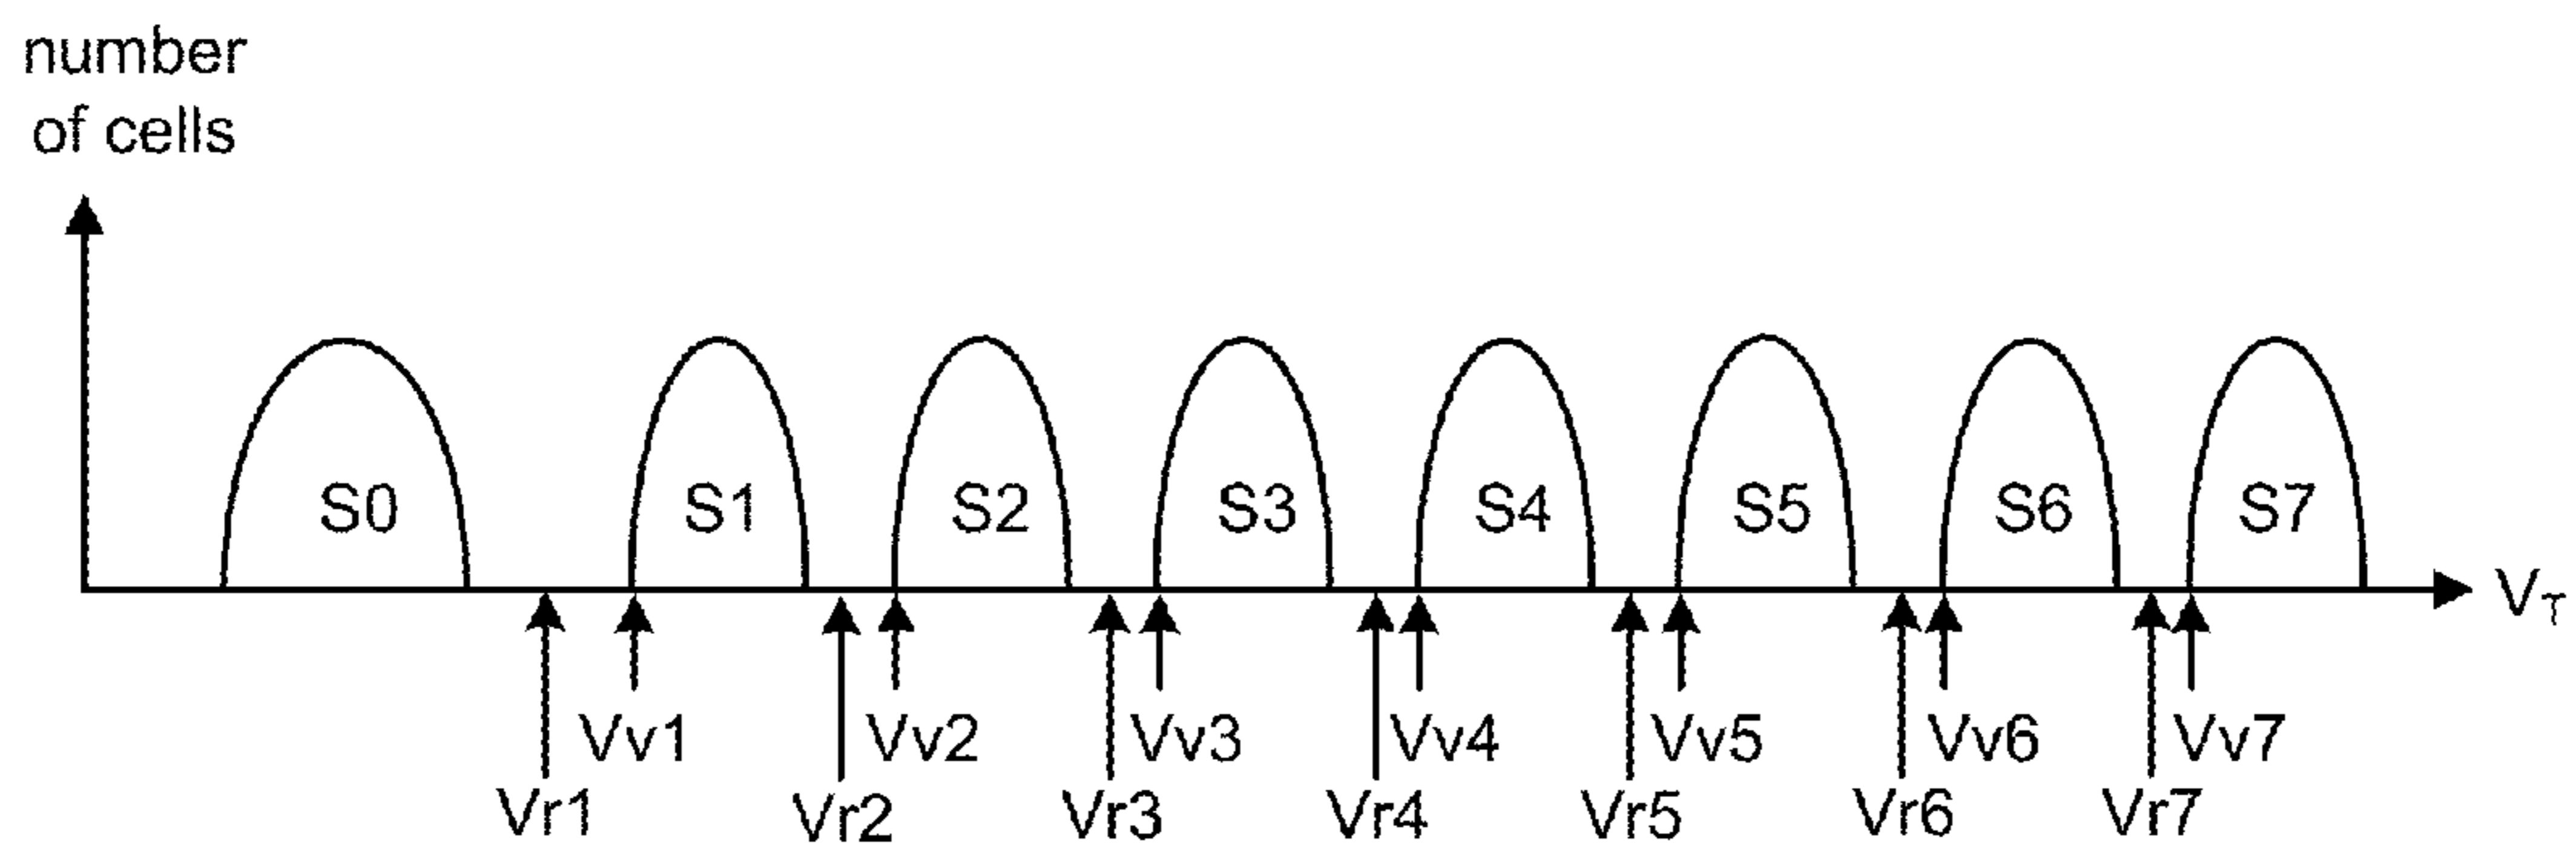 number
of cells
S0 S1 S2 S3 S4 S5 S6 S7
V_T
Vv1 Vv2 Vv3 Vv4 Vv5 Vv6 Vv7
Vr1 Vr2 Vr3 Vr4 Vr5 Vr6 Vr7